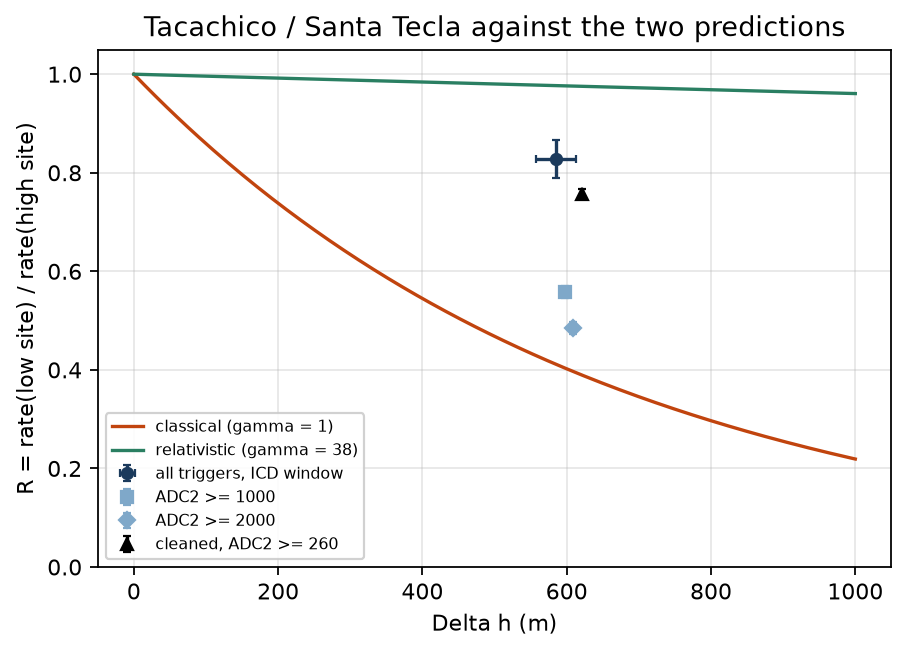 Tacachico / Santa Tecla against the two predictions
R = rate(low site) / rate(high site)
1.0
0.8
0.6
0.4
0.2
0.0
classical (gamma = 1)
relativistic (gamma = 38)
all triggers, ICD window
ADC2 >= 1000
ADC2 >= 2000
cleaned, ADC2 >= 260
0 200 400 600 800 1000
Delta h (m)